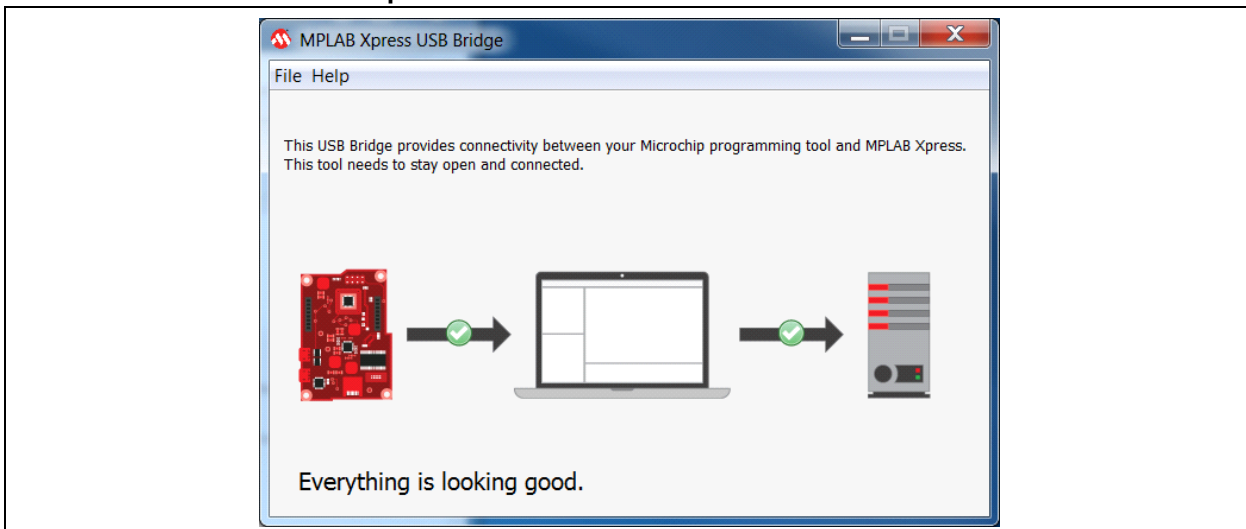 MPLAB Xpress USB Bridge
File Help
This USB Bridge provides connectivity between your Microchip programming tool and MPLAB Xpress.
This tool needs to stay open and connected.
Everything is looking good.